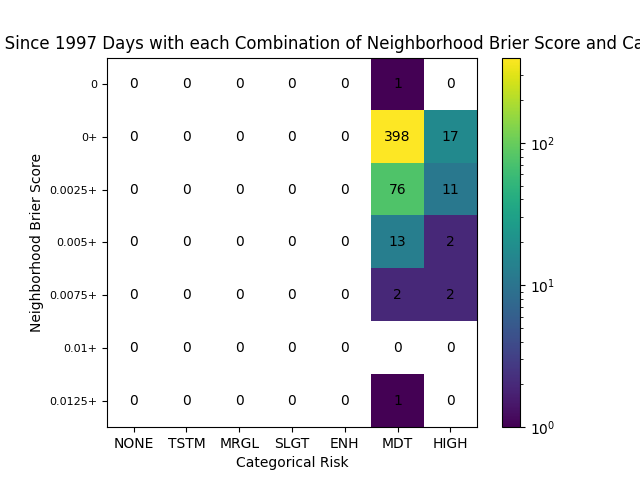 Since 1997 Days with each Combination of Neighborhood Brier Score and Ca
0 0 0 0 0 0 1 0
0+ 0 0 0 0 0 398 17
0.0025+ 0 0 0 0 0 76 11
0.005+ 0 0 0 0 0 13 2
0.0075+ 0 0 0 0 0 2 2
0.01+ 0 0 0 0 0 0 0
0.0125+ 0 0 0 0 0 1 0
NONE TSTM MRGL SLGT ENH MDT HIGH
Categorical Risk
Neighborhood Brier Score
10²
10¹
10⁰